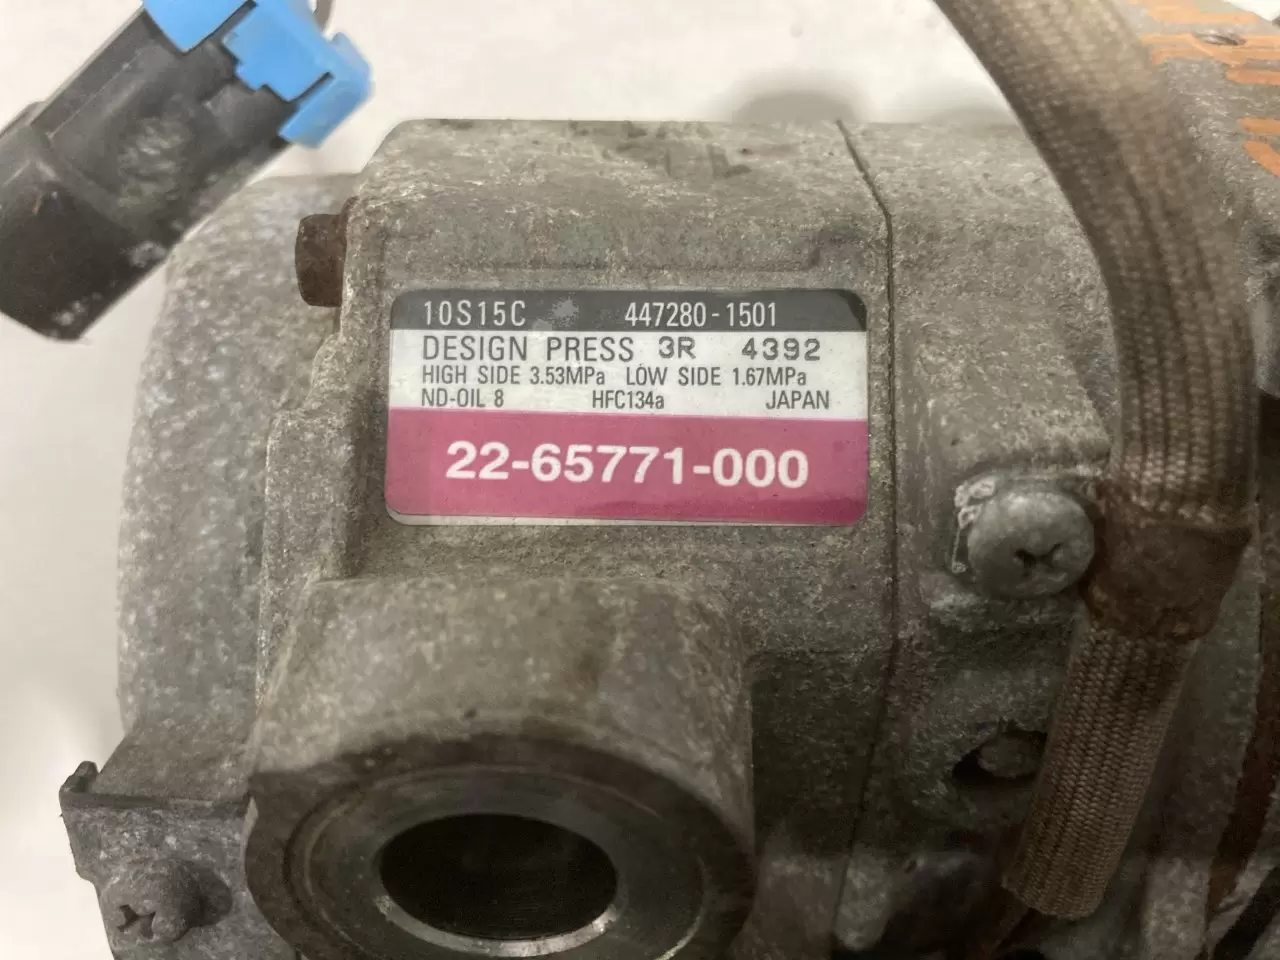 10S15C 447280-1501
DESIGN PRESS 3R 4392
HIGH SIDE 3.53MPa LOW SIDE 1.67MPa
ND-OIL 8 HFC134a JAPAN
22-65771-000